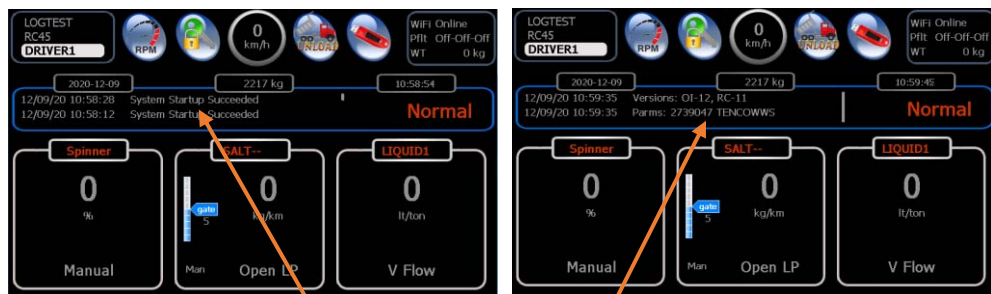 LOGTEST
RC45
DRIVER1
RPM
0
km/h
UNLOAD
WiFi Online
Pflt Off-Off-Off
WT 0 kg
2020-12-09
2217 kg
10:58:54
12/09/20 10:58:28 System Startup Succeeded
12/09/20 10:58:12 System Startup Succeeded
Normal
Spinner
0
%
Manual
SALT--
0
kg/km
gate
5
Man Open LP
LIQUID1
0
lt/ton
V Flow
LOGTEST
RC45
DRIVER1
RPM
0
km/h
UNLOAD
WiFi Online
Pflt Off-Off-Off
WT 0 kg
2020-12-09
2217 kg
10:59:45
12/09/20 10:59:35 Versions: OI-12, RC-11
12/09/20 10:59:35 Parms: 2739047 TENCOWWS
Normal
Spinner
0
%
Manual
SALT--
0
kg/km
gate
5
Man Open LP
LIQUID1
0
lt/ton
V Flow